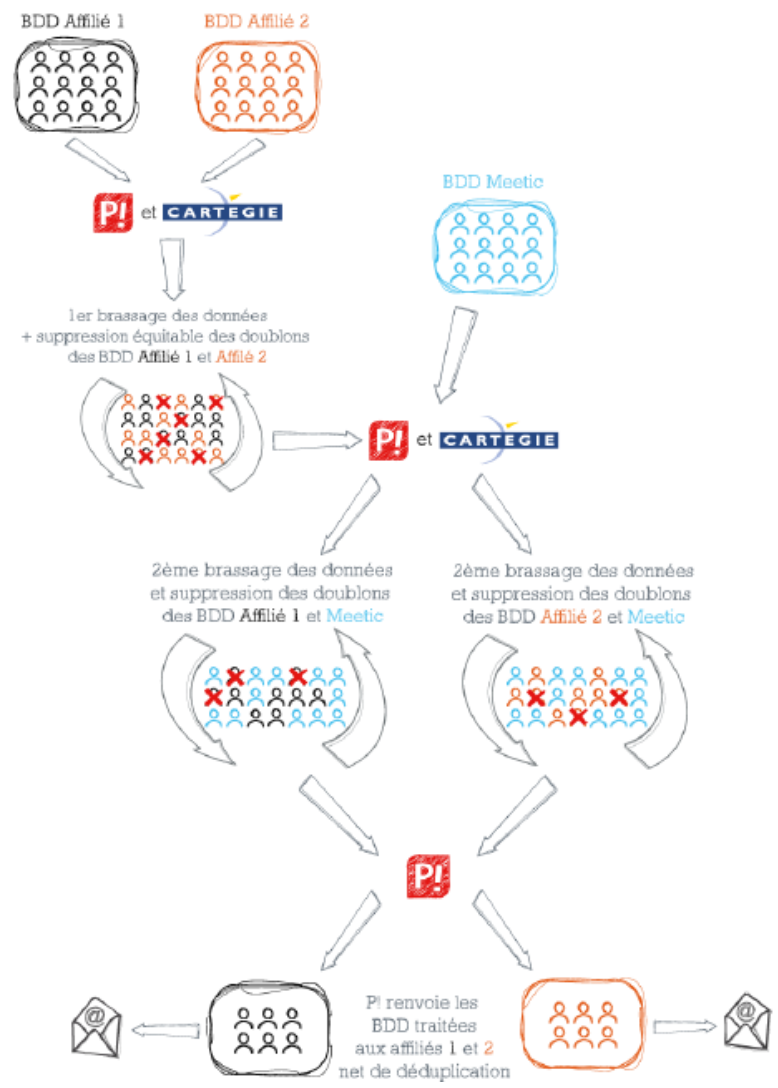 BDD Affilié 1
BDD Affilié 2
P! et CARTEGIE
BDD Meetic
1er brassage des données
+ suppression équitable des doublons
des BDD Affilié 1 et Affilé 2
P! et CARTEGIE
2ème brassage des données
et suppression des doublons
des BDD Affilié 1 et Meetic
2ème brassage des données
et suppression des doublons
des BDD Affilié 2 et Meetic
P!
P! renvoie les
BDD traitées
aux affiliés 1 et 2
net de déduplication
@
@